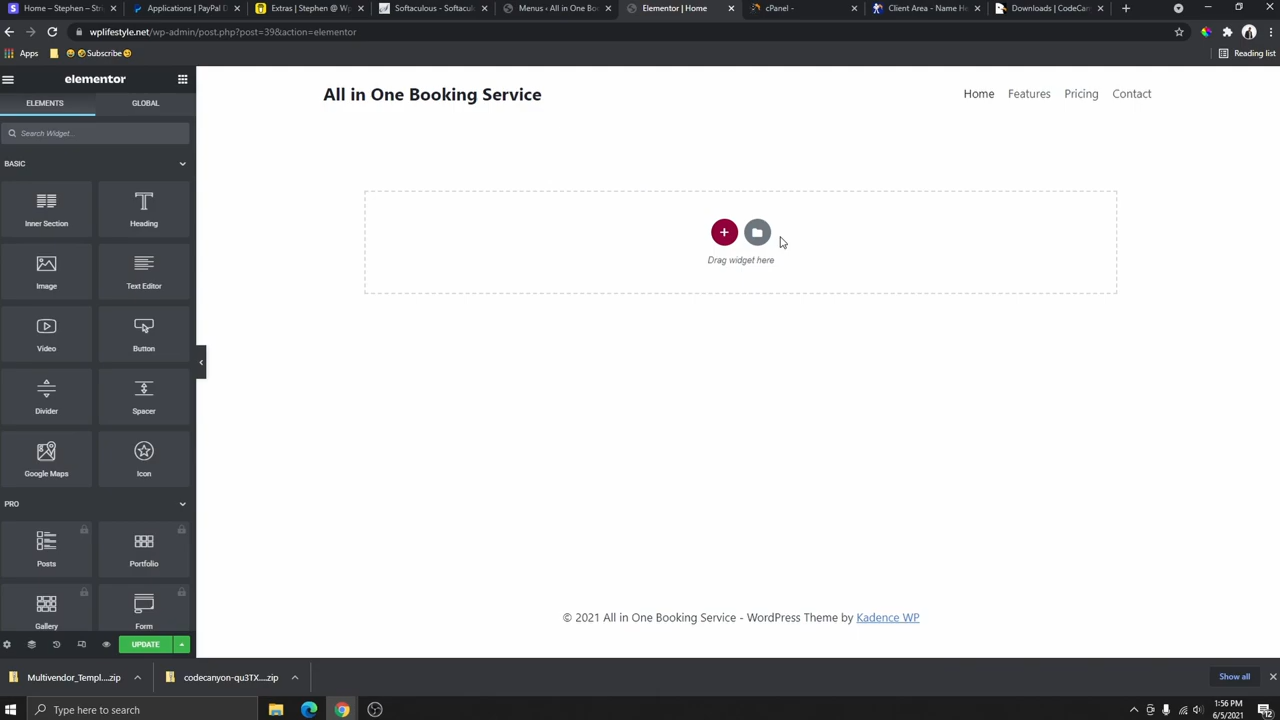 Home – Stephen – Str
Applications | PayPal D
Extras | Stephen @ Wp
Softaculous - Softacul
Menus ‹ All in One Bo
Elementor | Home
cPanel -
Client Area - Name He
Downloads | CodeCan
wplifestyle.net/wp-admin/post.php?post=39&action=elementor
Apps
Subscribe
Reading list
elementor
ELEMENTS
GLOBAL
Search Widget...
BASIC
Inner Section
Heading
Image
Text Editor
Video
Button
Divider
Spacer
Google Maps
Icon
PRO
Posts
Portfolio
Gallery
Form
UPDATE
All in One Booking Service
Home
Features
Pricing
Contact
Drag widget here
© 2021 All in One Booking Service - WordPress Theme by Kadence WP
Multivendor_Templ....zip
codecanyon-qu3TX....zip
Show all
Type here to search
1:56 PM
6/5/2021